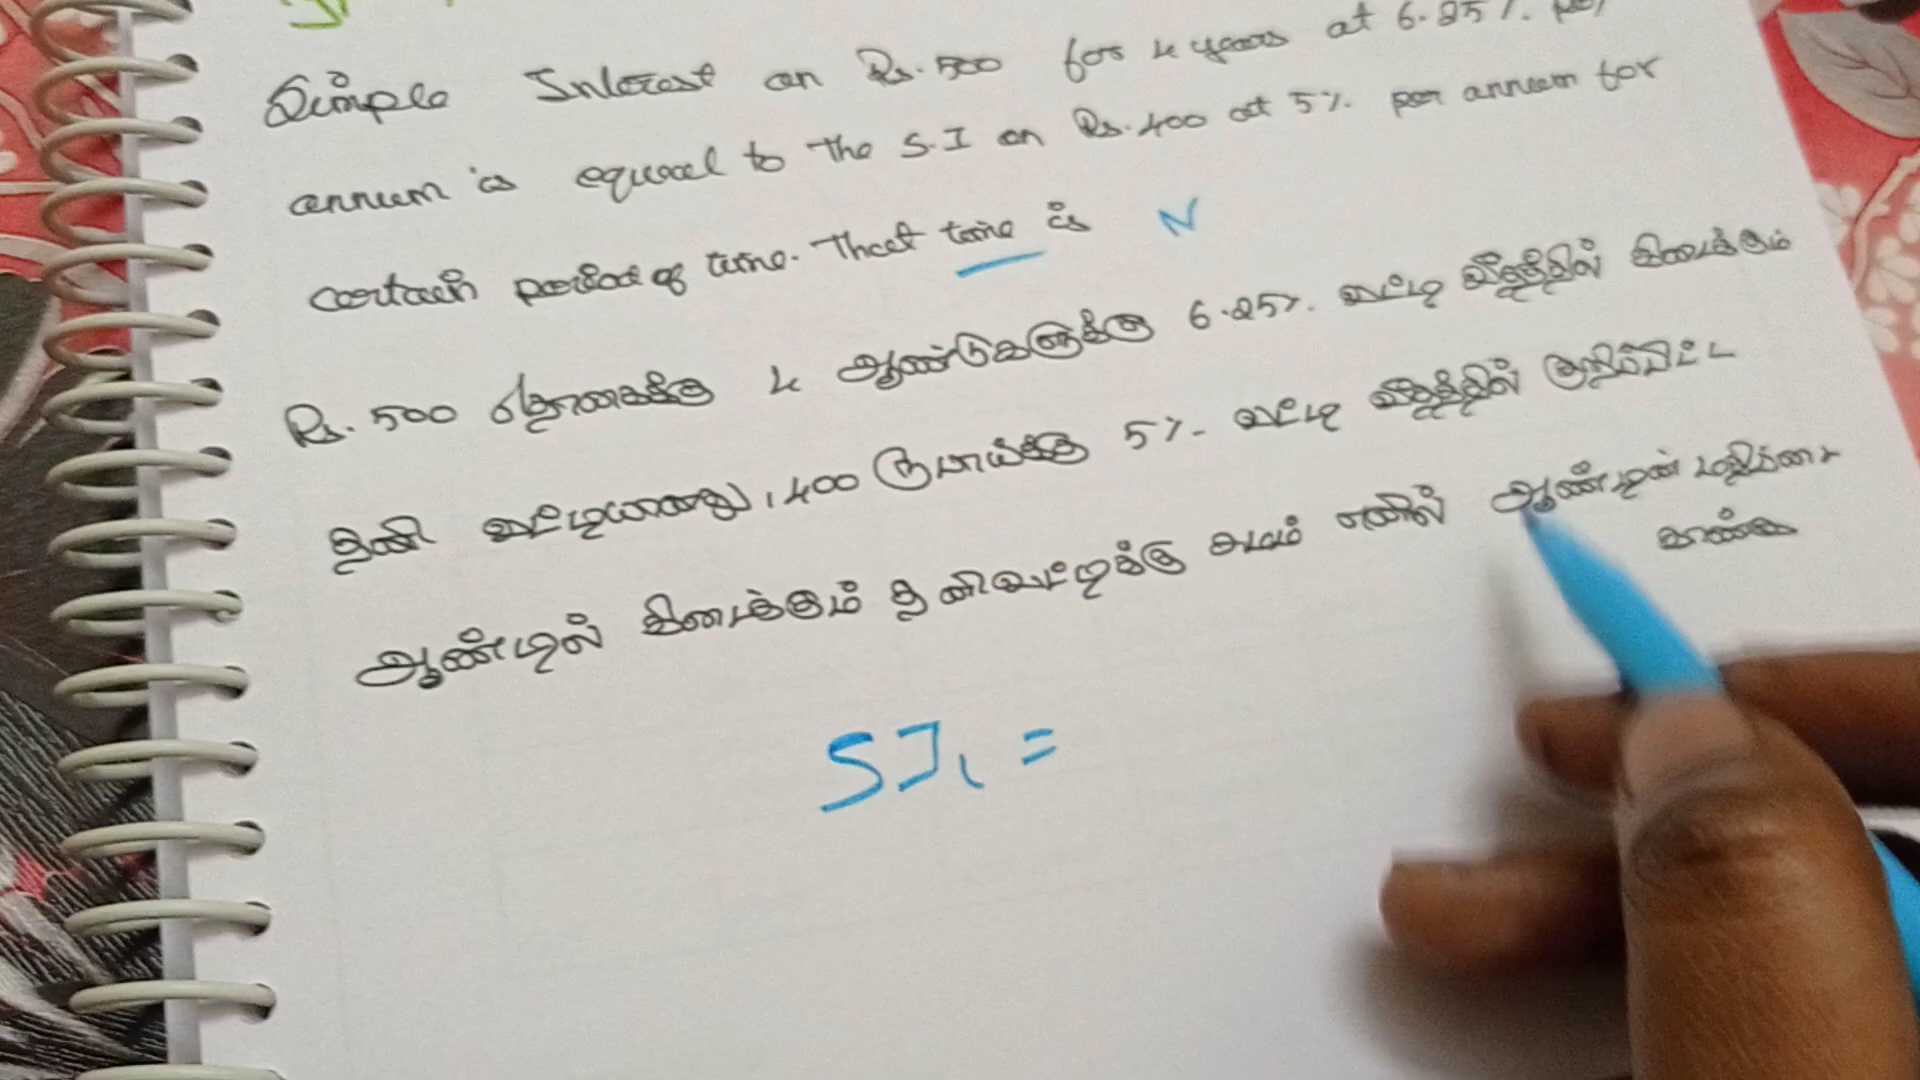 Simple Interest on Rs. 500 for 4 years at 6.25%. per
annum is equal to the S.I on Rs. 400 at 5%. per annum for
certain period of time. That time is N
Rs. 500 தொகைக்கு 4 ஆண்டுகளுக்கு 6.25%. வட்டி வீதத்தில் கிடைக்கும்
தனி வட்டியானது, 400 ரூபாய்க்கு 5%. வட்டி வீதத்தில் குறிப்பிட்ட
ஆண்டில் கிடைக்கும் தனிவட்டிக்கு சமம் எனில் ஆண்டின் மதிப்பை
காண்க
SI₁ =